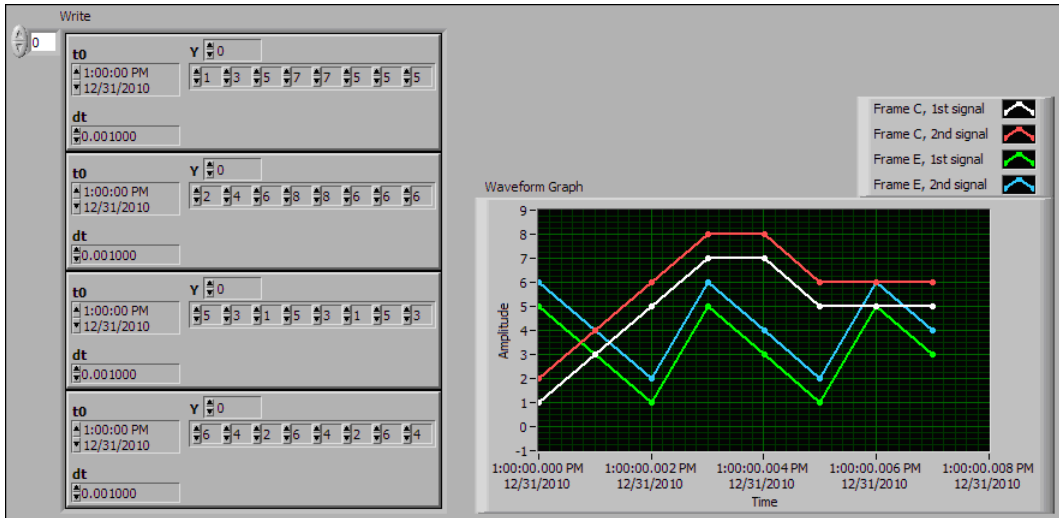 Write
0
t0
Y 0
1:00:00 PM
12/31/2010
1 3 5 7 7 5 5 5
dt
0.001000
t0
Y 0
1:00:00 PM
12/31/2010
2 4 6 8 8 6 6 6
dt
0.001000
t0
Y 0
1:00:00 PM
12/31/2010
5 3 1 5 3 1 5 3
dt
0.001000
t0
Y 0
1:00:00 PM
12/31/2010
6 4 2 6 4 2 6 4
dt
0.001000
Frame C, 1st signal
Frame C, 2nd signal
Frame E, 1st signal
Frame E, 2nd signal
Waveform Graph
Amplitude
9
8
7
6
5
4
3
2
1
0
-1
1:00:00.000 PM 1:00:00.002 PM 1:00:00.004 PM 1:00:00.006 PM 1:00:00.008 PM
12/31/2010 12/31/2010 12/31/2010 12/31/2010 12/31/2010
Time